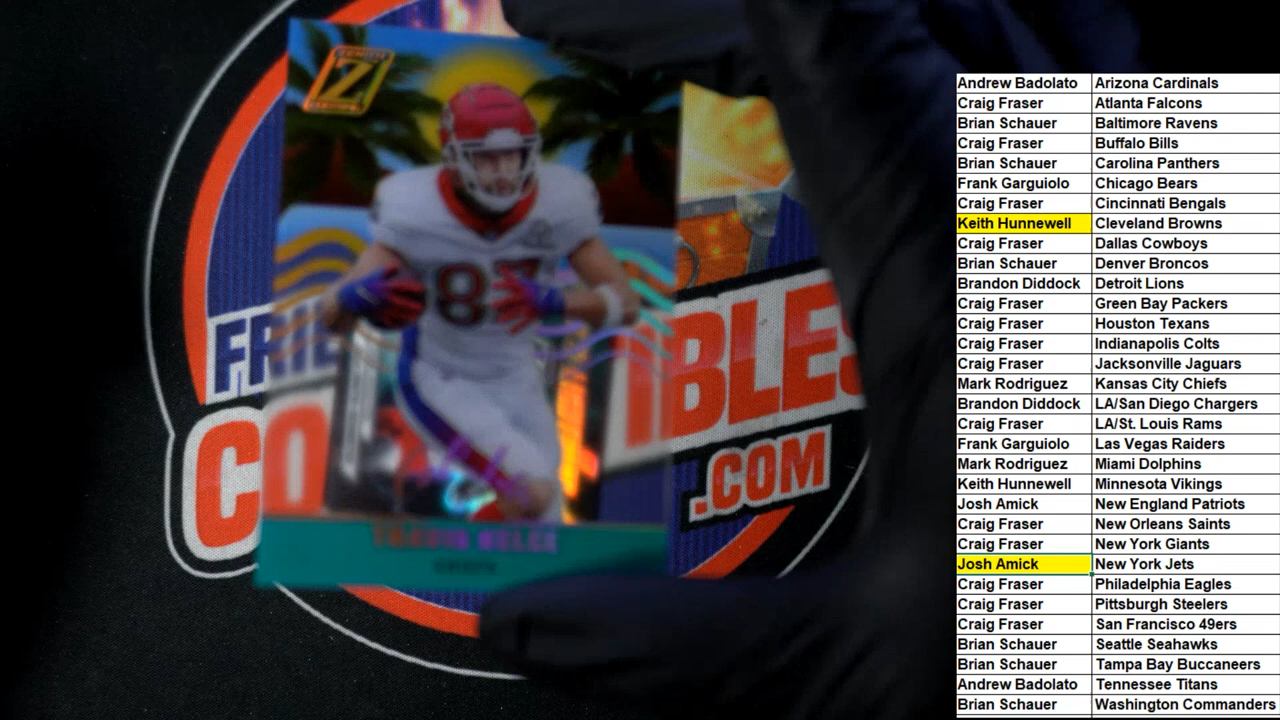 Z
87
TRAVIS KELCE
CHIEFS
BLES
.COM
Andrew Badolato Arizona Cardinals
Craig Fraser Atlanta Falcons
Brian Schauer Baltimore Ravens
Craig Fraser Buffalo Bills
Brian Schauer Carolina Panthers
Frank Garguiolo Chicago Bears
Craig Fraser Cincinnati Bengals
Keith Hunnewell Cleveland Browns
Craig Fraser Dallas Cowboys
Brian Schauer Denver Broncos
Brandon Diddock Detroit Lions
Craig Fraser Green Bay Packers
Craig Fraser Houston Texans
Craig Fraser Indianapolis Colts
Craig Fraser Jacksonville Jaguars
Mark Rodriguez Kansas City Chiefs
Brandon Diddock LA/San Diego Chargers
Craig Fraser LA/St. Louis Rams
Frank Garguiolo Las Vegas Raiders
Mark Rodriguez Miami Dolphins
Keith Hunnewell Minnesota Vikings
Josh Amick New England Patriots
Craig Fraser New Orleans Saints
Craig Fraser New York Giants
Josh Amick New York Jets
Craig Fraser Philadelphia Eagles
Craig Fraser Pittsburgh Steelers
Craig Fraser San Francisco 49ers
Brian Schauer Seattle Seahawks
Brian Schauer Tampa Bay Buccaneers
Andrew Badolato Tennessee Titans
Brian Schauer Washington Commanders